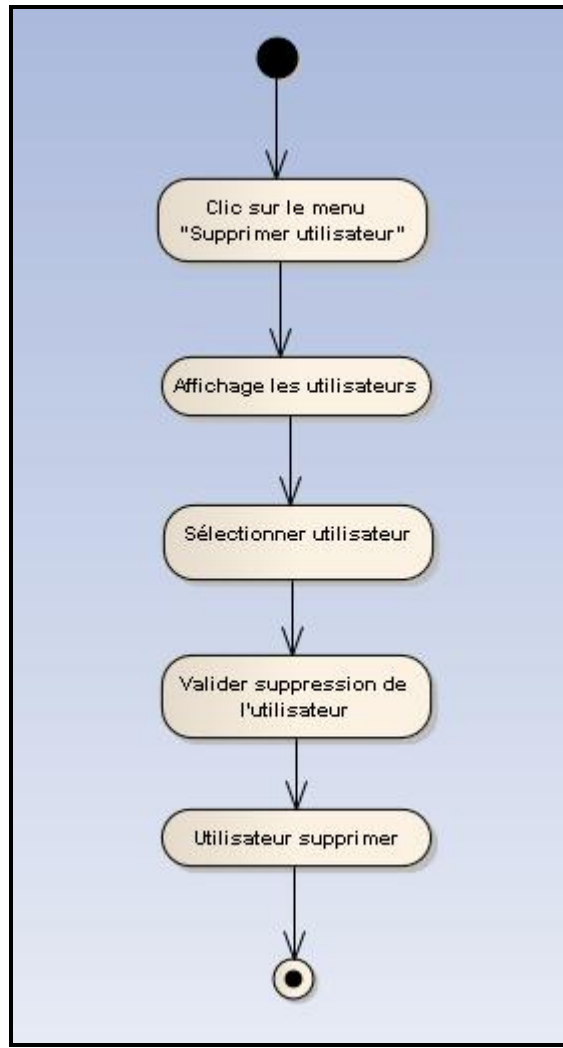 Clic sur le menu
"Supprimer utilisateur"
Affichage les utilisateurs
Sélectionner utilisateur
Valider suppression de
l'utilisateur
Utilisateur supprimer